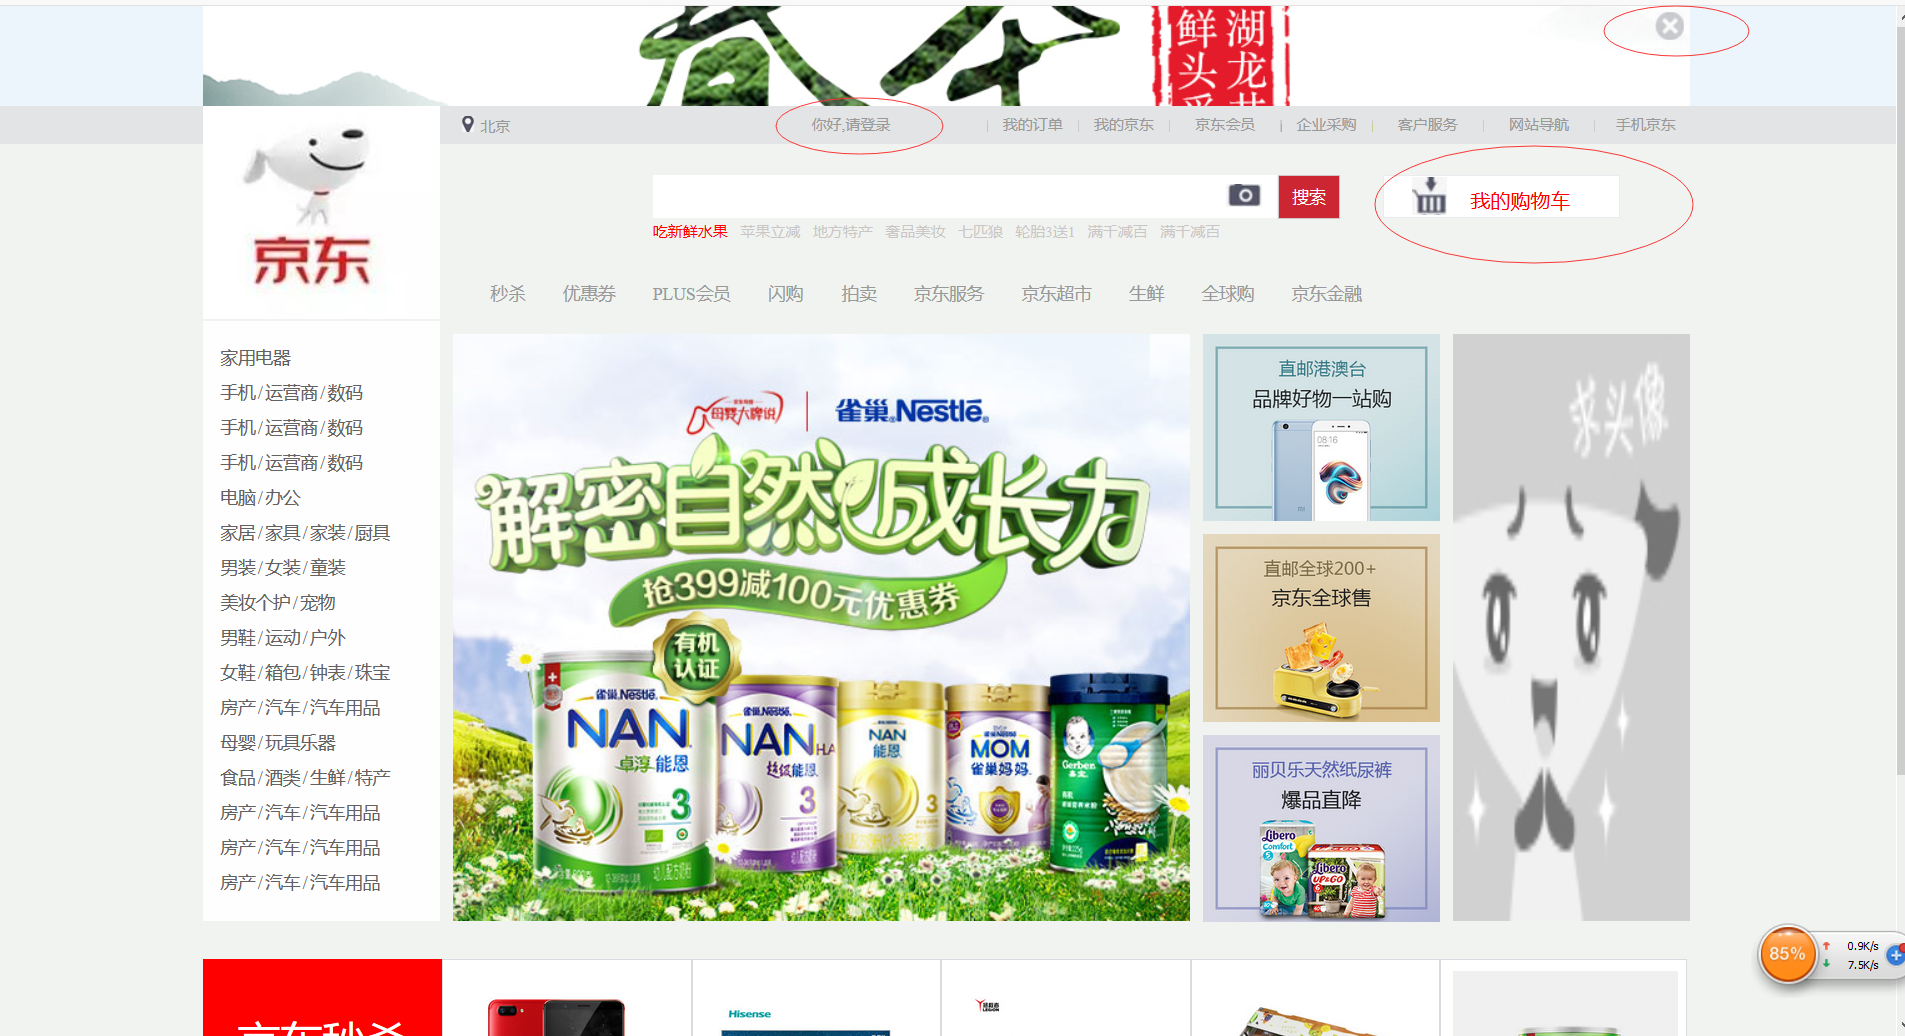 春茶
湖龙井
鲜头采
北京
你好,请登录
我的订单
我的京东
京东会员
企业采购
客户服务
网站导航
手机京东
京东
搜索
我的购物车
吃新鲜水果 苹果立减 地方特产 奢品美妆 七匹狼 轮胎3送1 满千减百 满千减百
秒杀 优惠券 PLUS会员 闪购 拍卖 京东服务 京东超市 生鲜 全球购 京东金融
家用电器
手机/运营商/数码
手机/运营商/数码
手机/运营商/数码
电脑/办公
家居/家具/家装/厨具
男装/女装/童装
美妆个护/宠物
男鞋/运动/户外
女鞋/箱包/钟表/珠宝
房产/汽车/汽车用品
母婴/玩具乐器
食品/酒类/生鲜/特产
房产/汽车/汽车用品
房产/汽车/汽车用品
房产/汽车/汽车用品
母婴大牌说
雀巢®Nestlé®
解密自然成长力
抢399减100元优惠券
有机
认证
雀巢Nestlé
NAN
卓淳能恩
3
雀巢Nestlé
NAN H.A
超级能恩
3
NAN
能恩
3
雀巢Nestlé
MOM
雀巢妈妈
Gerber
嘉宝
直邮港澳台
品牌好物一站购
08:16
直邮全球200+
京东全球售
丽贝乐天然纸尿裤
爆品直降
Libero
Comfort
5
Libero
UP&GO
求头像
85%
0.9K/s
7.5K/s
京东秒杀
Hisense
拯救者
LEGION